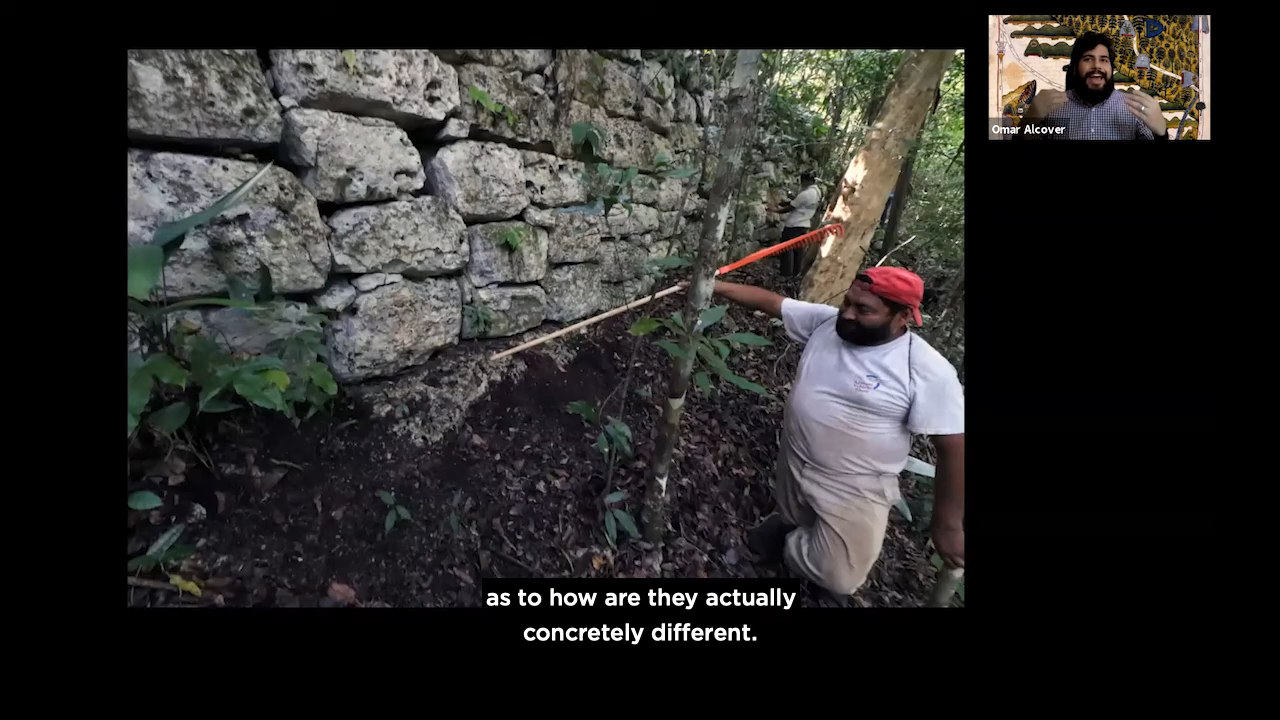 Omar Alcover
as to how are they actually
concretely different.